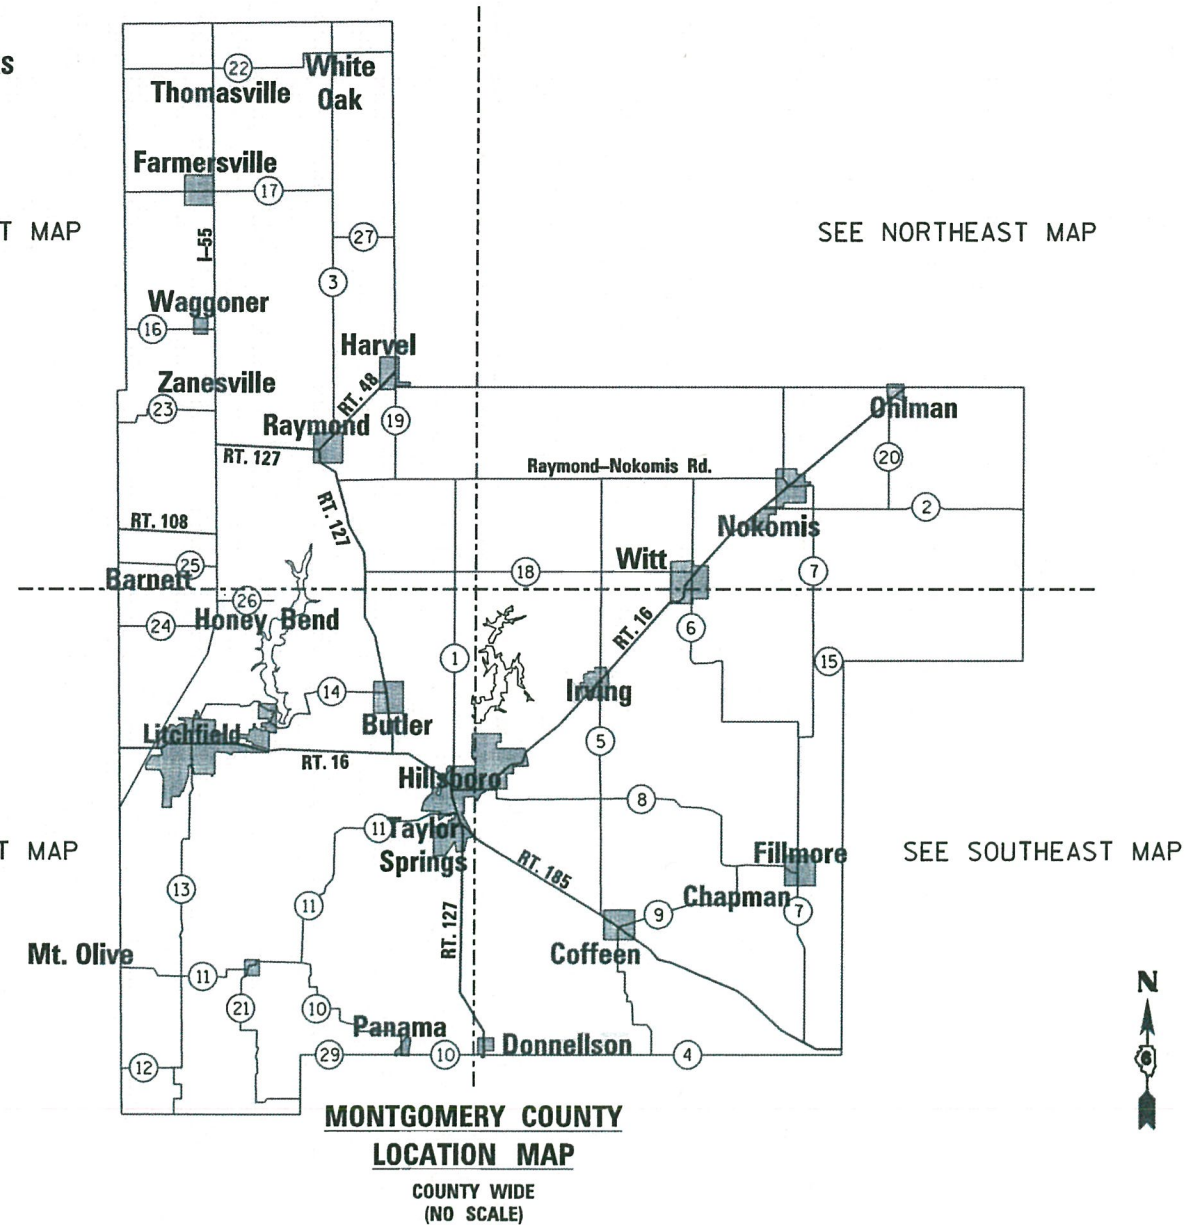 s
White
22
Thomasville
Oak
Farmersville
17
T MAP
SEE NORTHEAST MAP
I-55
27
3
Waggoner
16
Harvel
Zanesville
RT. 48
23
Ohlman
19
Raymond
RT. 127
20
Raymond-Nokomis Rd.
RT. 127
2
RT. 108
Nokomis
Witt
25
18
7
Barnett
26
24
Honey Bend
6
RT. 16
1
15
14
Irving
Butler
Litchfield
5
RT. 16
Hillsboro
8
11
Taylor
Springs
T MAP
Fillmore
SEE SOUTHEAST MAP
RT. 185
13
Chapman
11
9
7
RT. 127
Mt. Olive
Coffeen
11
N
21
10
Panama
Donnellson
29
10
4
6
12
MONTGOMERY COUNTY
LOCATION MAP
COUNTY WIDE
(NO SCALE)